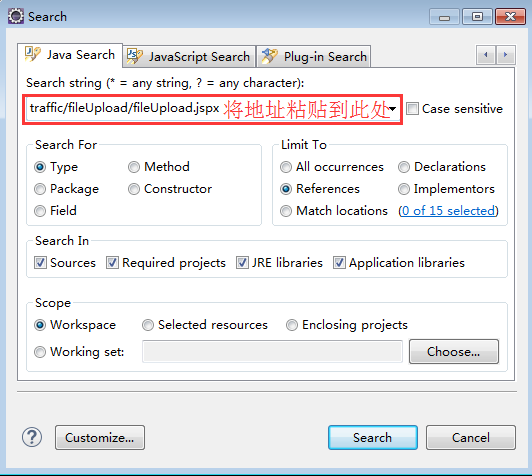 Search
Java Search
JavaScript Search
Plug-in Search
Search string (* = any string, ? = any character):
traffic/fileUpload/fileUpload.jspx 将地址粘贴到此处
Case sensitive
Search For
Type
Method
Package
Constructor
Field
Limit To
All occurrences
Declarations
References
Implementors
Match locations
(0 of 15 selected)
Search In
Sources
Required projects
JRE libraries
Application libraries
Scope
Workspace
Selected resources
Enclosing projects
Working set:
Choose...
?
Customize...
Search
Cancel